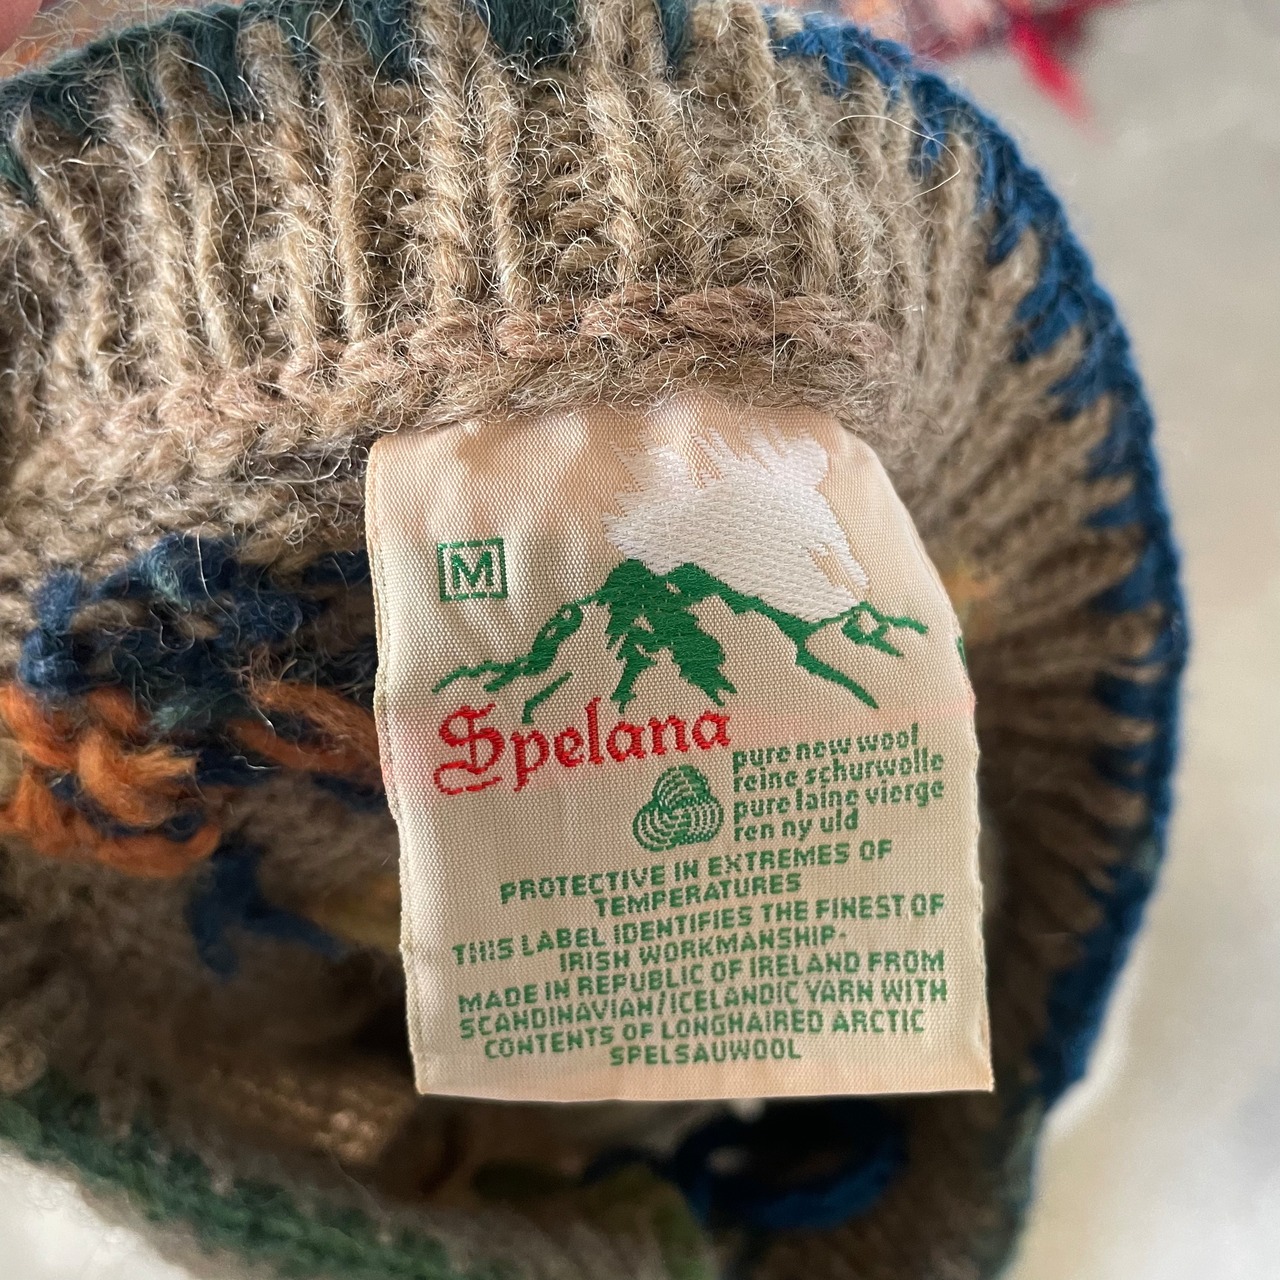 M
Spelana
pure new wool
reine schurwolle
pure laine vierge
ren ny uld
PROTECTIVE IN EXTREMES OF
TEMPERATURES
THIS LABEL IDENTIFIES THE FINEST OF
IRISH WORKMANSHIP-
MADE IN REPUBLIC OF IRELAND FROM
SCANDINAVIAN/ICELANDIC YARN WITH
CONTENTS OF LONGHAIRED ARCTIC
SPELSAUWOOL